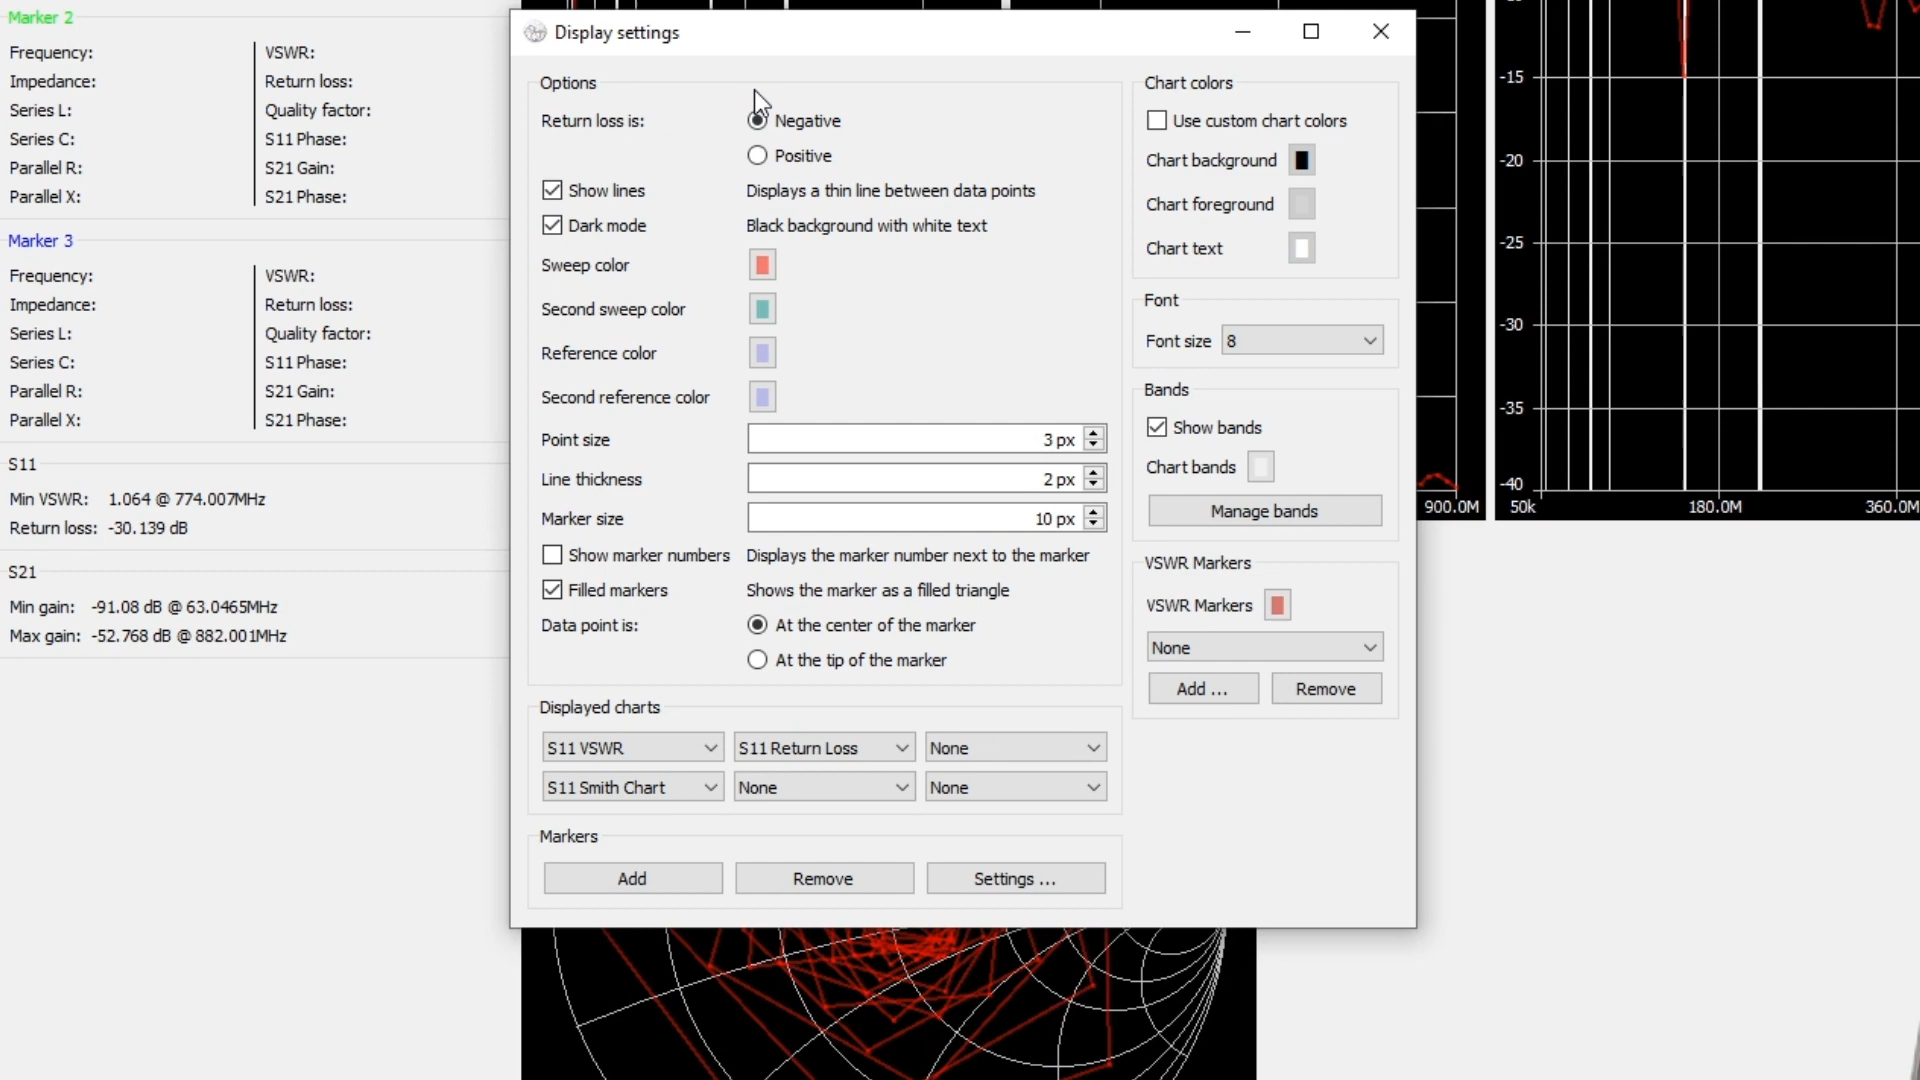 Marker 2
Frequency: VSWR:
Impedance: Return loss:
Series L: Quality factor:
Series C: S11 Phase:
Parallel R: S21 Gain:
Parallel X: S21 Phase:
Marker 3
Frequency: VSWR:
Impedance: Return loss:
Series L: Quality factor:
Series C: S11 Phase:
Parallel R: S21 Gain:
Parallel X: S21 Phase:
S11
Min VSWR: 1.064 @ 774.007MHz
Return loss: -30.139 dB
S21
Min gain: -91.08 dB @ 63.0465MHz
Max gain: -52.768 dB @ 882.001MHz
Display settings
Options
Return loss is: Negative
Positive
Show lines Displays a thin line between data points
Dark mode Black background with white text
Sweep color
Second sweep color
Reference color
Second reference color
Point size 3 px
Line thickness 2 px
Marker size 10 px
Show marker numbers Displays the marker number next to the marker
Filled markers Shows the marker as a filled triangle
Data point is: At the center of the marker
At the tip of the marker
Displayed charts
S11 VSWR S11 Return Loss None
S11 Smith Chart None None
Markers
Add Remove Settings ...
Chart colors
Use custom chart colors
Chart background
Chart foreground
Chart text
Font
Font size 8
Bands
Show bands
Chart bands
Manage bands
VSWR Markers
VSWR Markers
None
Add ... Remove
900.0M
-15
-20
-25
-30
-35
-40
50k 180.0M 360.0M